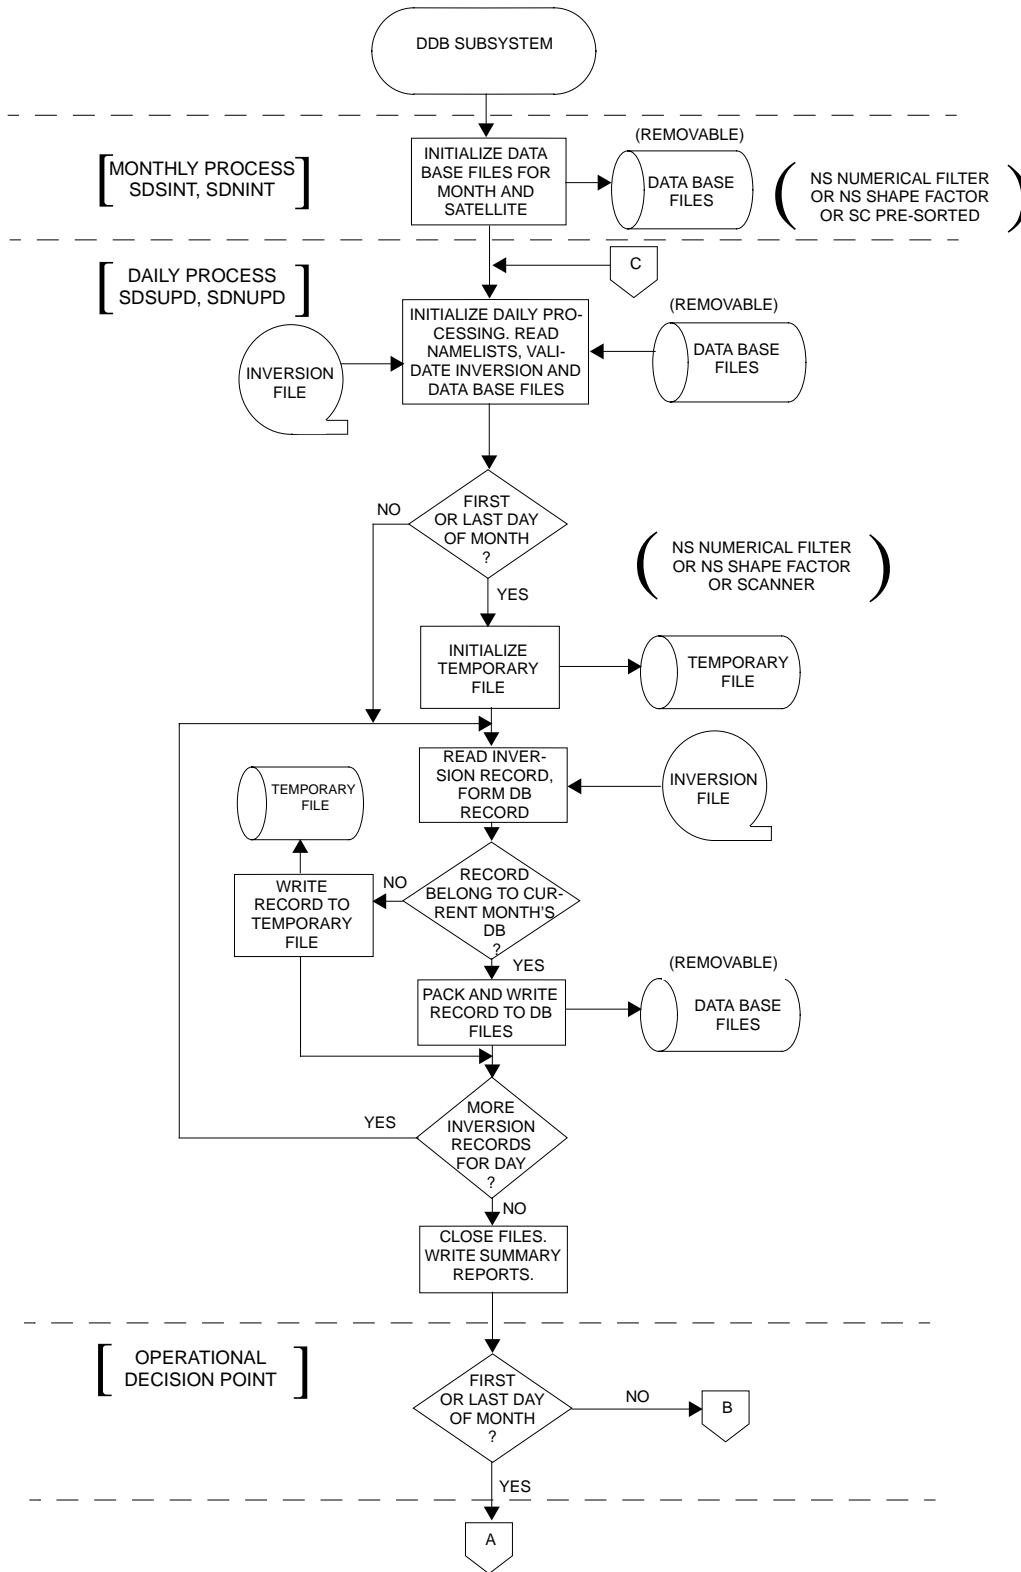 DDB SUBSYSTEM
MONTHLY PROCESS
SDSINT, SDNINT
INITIALIZE DATA
BASE FILES FOR
MONTH AND
SATELLITE
(REMOVABLE)
DATA BASE
FILES
NS NUMERICAL FILTER
OR NS SHAPE FACTOR
OR SC PRE-SORTED
DAILY PROCESS
SDSUPD, SDNUPD
C
INVERSION
FILE
INITIALIZE DAILY PRO-
CESSING. READ
NAMELISTS, VALI-
DATE INVERSION AND
DATA BASE FILES
(REMOVABLE)
DATA BASE
FILES
FIRST
OR LAST DAY
OF MONTH
?
NO
YES
NS NUMERICAL FILTER
OR NS SHAPE FACTOR
OR SCANNER
INITIALIZE
TEMPORARY
FILE
TEMPORARY
FILE
READ INVER-
SION RECORD,
FORM DB
RECORD
INVERSION
FILE
TEMPORARY
FILE
RECORD
BELONG TO CUR-
RENT MONTH'S
DB
?
NO
YES
WRITE
RECORD TO
TEMPORARY
FILE
PACK AND WRITE
RECORD TO DB
FILES
(REMOVABLE)
DATA BASE
FILES
MORE
INVERSION
RECORDS
FOR DAY
?
YES
NO
CLOSE FILES.
WRITE SUMMARY
REPORTS.
OPERATIONAL
DECISION POINT
FIRST
OR LAST DAY
OF MONTH
?
NO
B
YES
A